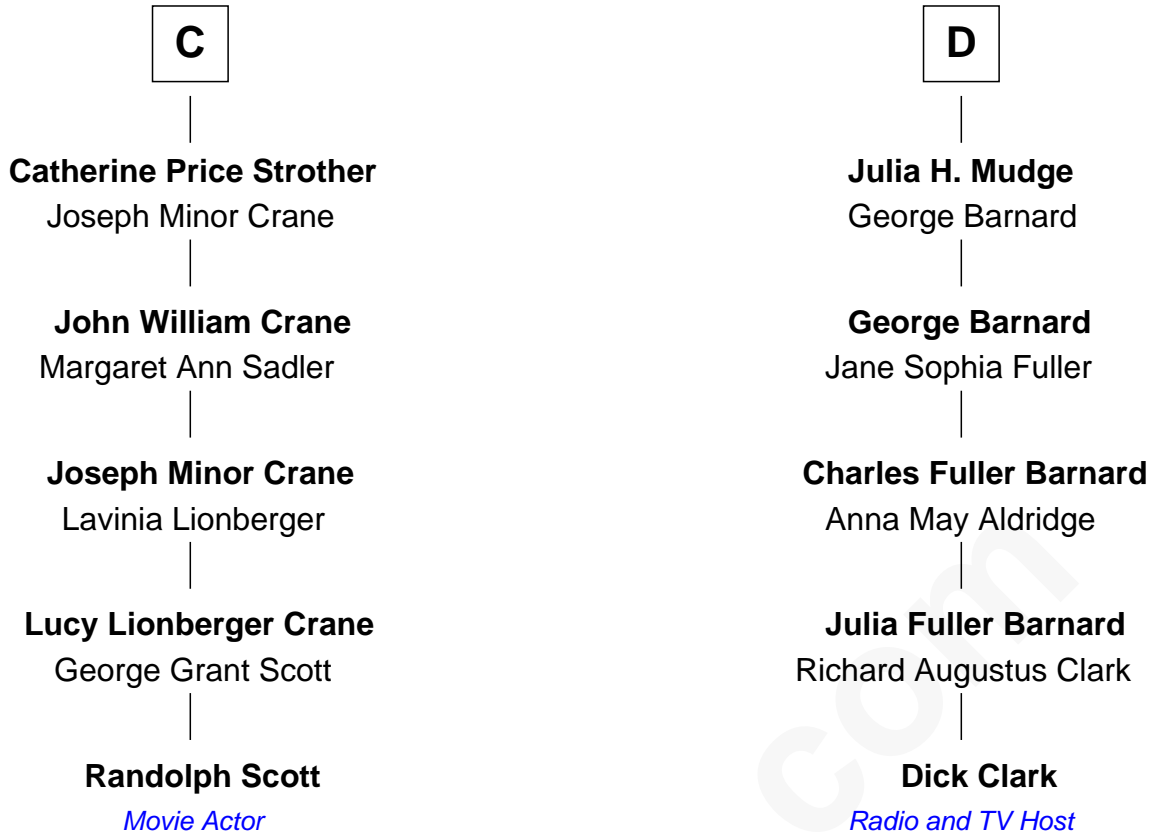 C
Catherine Price Strother
Joseph Minor Crane
John William Crane
Margaret Ann Sadler
Joseph Minor Crane
Lavinia Lionberger
Lucy Lionberger Crane
George Grant Scott
Randolph Scott
Movie Actor
D
Julia H. Mudge
George Barnard
George Barnard
Jane Sophia Fuller
Charles Fuller Barnard
Anna May Aldridge
Julia Fuller Barnard
Richard Augustus Clark
Dick Clark
Radio and TV Host
com